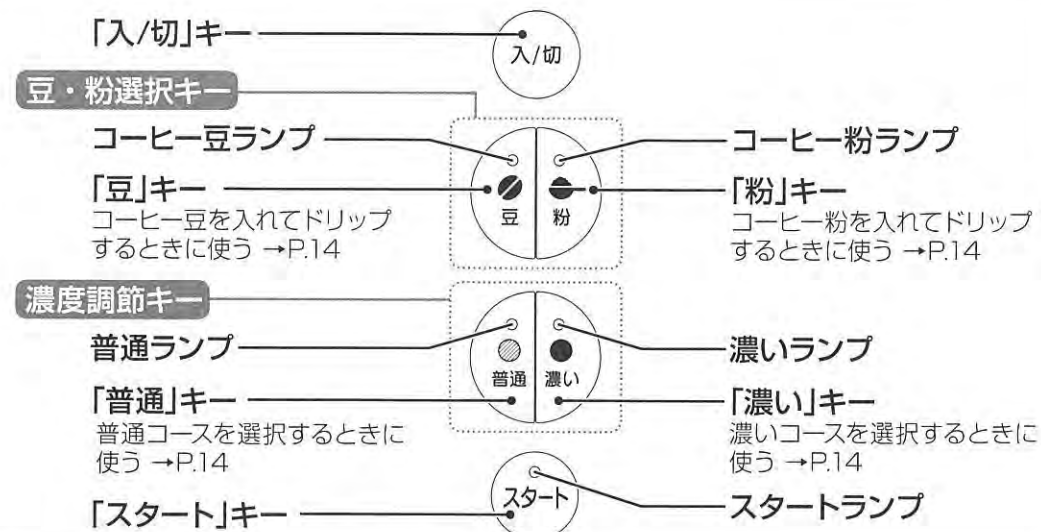 「入/切」キー
入/切
豆・粉選択キー
コーヒー豆ランプ
コーヒー粉ランプ
「豆」キー
コーヒー豆を入れてドリップ
するときに使う →P.14
豆
粉
「粉」キー
コーヒー粉を入れてドリップ
するときに使う →P.14
濃度調節キー
普通ランプ
濃いランプ
普通
濃い
「普通」キー
普通コースを選択するときに
使う →P.14
「濃い」キー
濃いコースを選択するときに
使う →P.14
「スタート」キー
スタート
スタートランプ